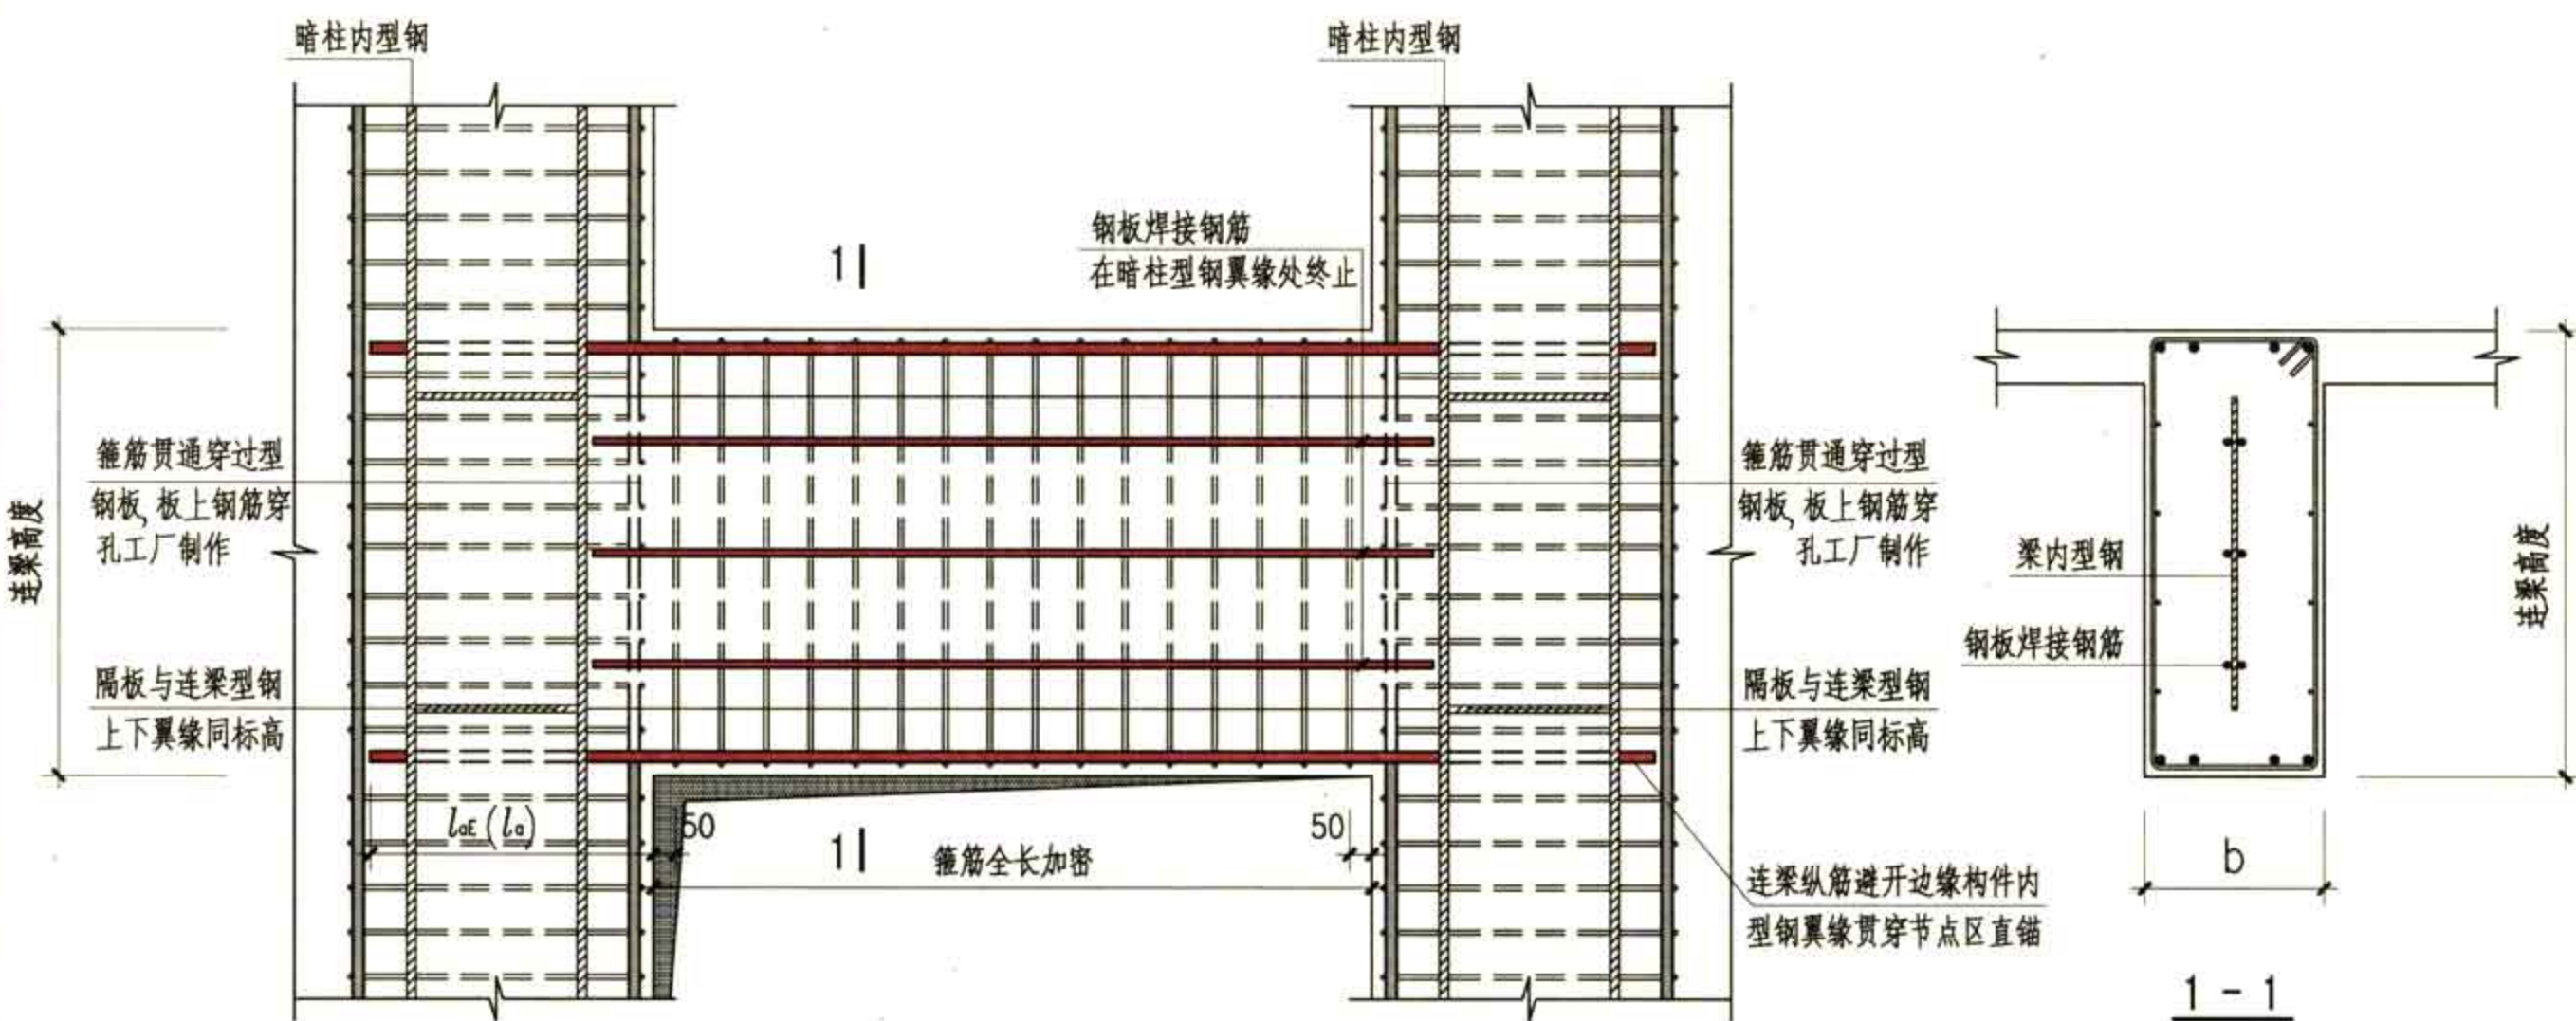 暗柱内型钢
暗柱内型钢
钢板焊接钢筋
在暗柱型钢翼缘处终止
1
连梁高度
箍筋贯通穿过型
钢板,板上钢筋穿
孔工厂制作
隔板与连梁型钢
上下翼缘同标高
箍筋贯通穿过型
钢板,板上钢筋穿
孔工厂制作
隔板与连梁型钢
上下翼缘同标高
laE(la)
50
1
箍筋全长加密
50
连梁纵筋避开边缘构件内
型钢翼缘贯穿节点区直锚
梁内型钢
钢板焊接钢筋
连梁高度
b
1-1